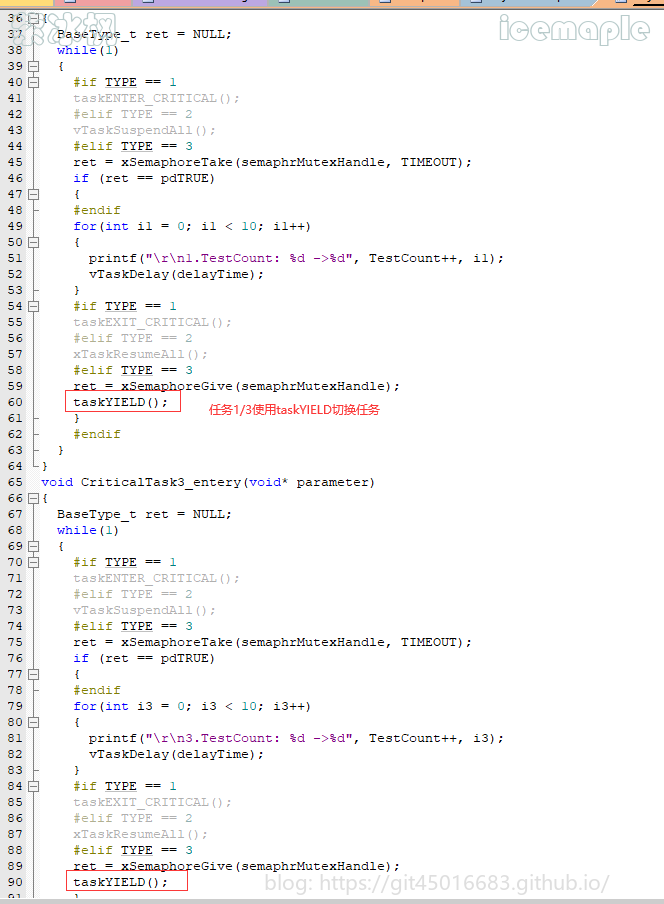 icemaple
36 {
37 BaseType_t ret = NULL;
38 while(1)
39 {
40 #if TYPE == 1
41 taskENTER_CRITICAL();
42 #elif TYPE == 2
43 vTaskSuspendAll();
44 #elif TYPE == 3
45 ret = xSemaphoreTake(semaphrMutexHandle, TIMEOUT);
46 if (ret == pdTRUE)
47 {
48 #endif
49 for(int i1 = 0; i1 < 10; i1++)
50 {
51 printf("\r\n1.TestCount: %d ->%d", TestCount++, i1);
52 vTaskDelay(delayTime);
53 }
54 #if TYPE == 1
55 taskEXIT_CRITICAL();
56 #elif TYPE == 2
57 xTaskResumeAll();
58 #elif TYPE == 3
59 ret = xSemaphoreGive(semaphrMutexHandle);
60 taskYIELD(); 任务1/3使用taskYIELD切换任务
61 }
62 #endif
63 }
64 }
65 void CriticalTask3_entery(void* parameter)
66 {
67 BaseType_t ret = NULL;
68 while(1)
69 {
70 #if TYPE == 1
71 taskENTER_CRITICAL();
72 #elif TYPE == 2
73 vTaskSuspendAll();
74 #elif TYPE == 3
75 ret = xSemaphoreTake(semaphrMutexHandle, TIMEOUT);
76 if (ret == pdTRUE)
77 {
78 #endif
79 for(int i3 = 0; i3 < 10; i3++)
80 {
81 printf("\r\n3.TestCount: %d ->%d", TestCount++, i3);
82 vTaskDelay(delayTime);
83 }
84 #if TYPE == 1
85 taskEXIT_CRITICAL();
86 #elif TYPE == 2
87 xTaskResumeAll();
88 #elif TYPE == 3
89 ret = xSemaphoreGive(semaphrMutexHandle);
90 taskYIELD();
blog: https://git45016683.github.io/